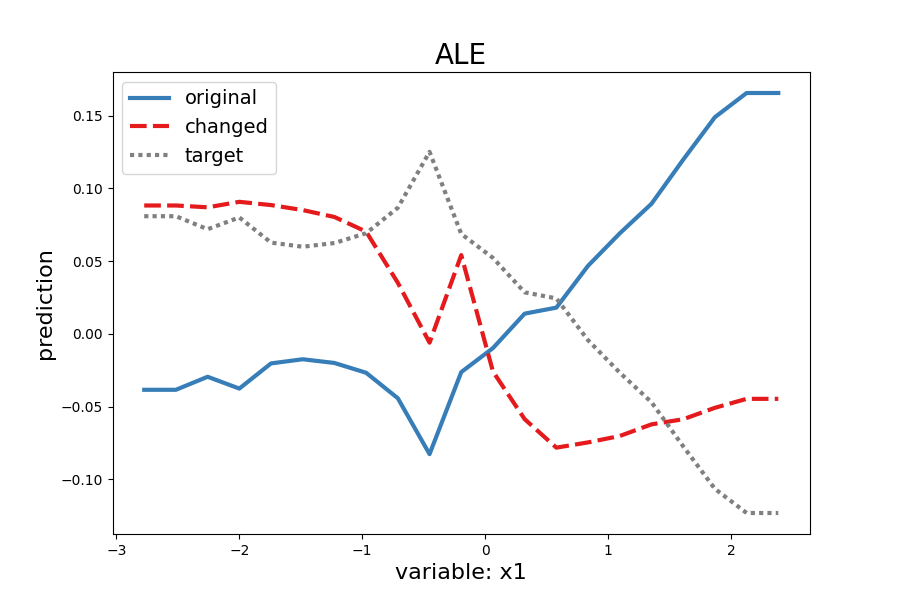 ALE
original
changed
target
0.15
0.10
0.05
0.00
−0.05
−0.10
prediction
−3 −2 −1 0 1 2
variable: x1